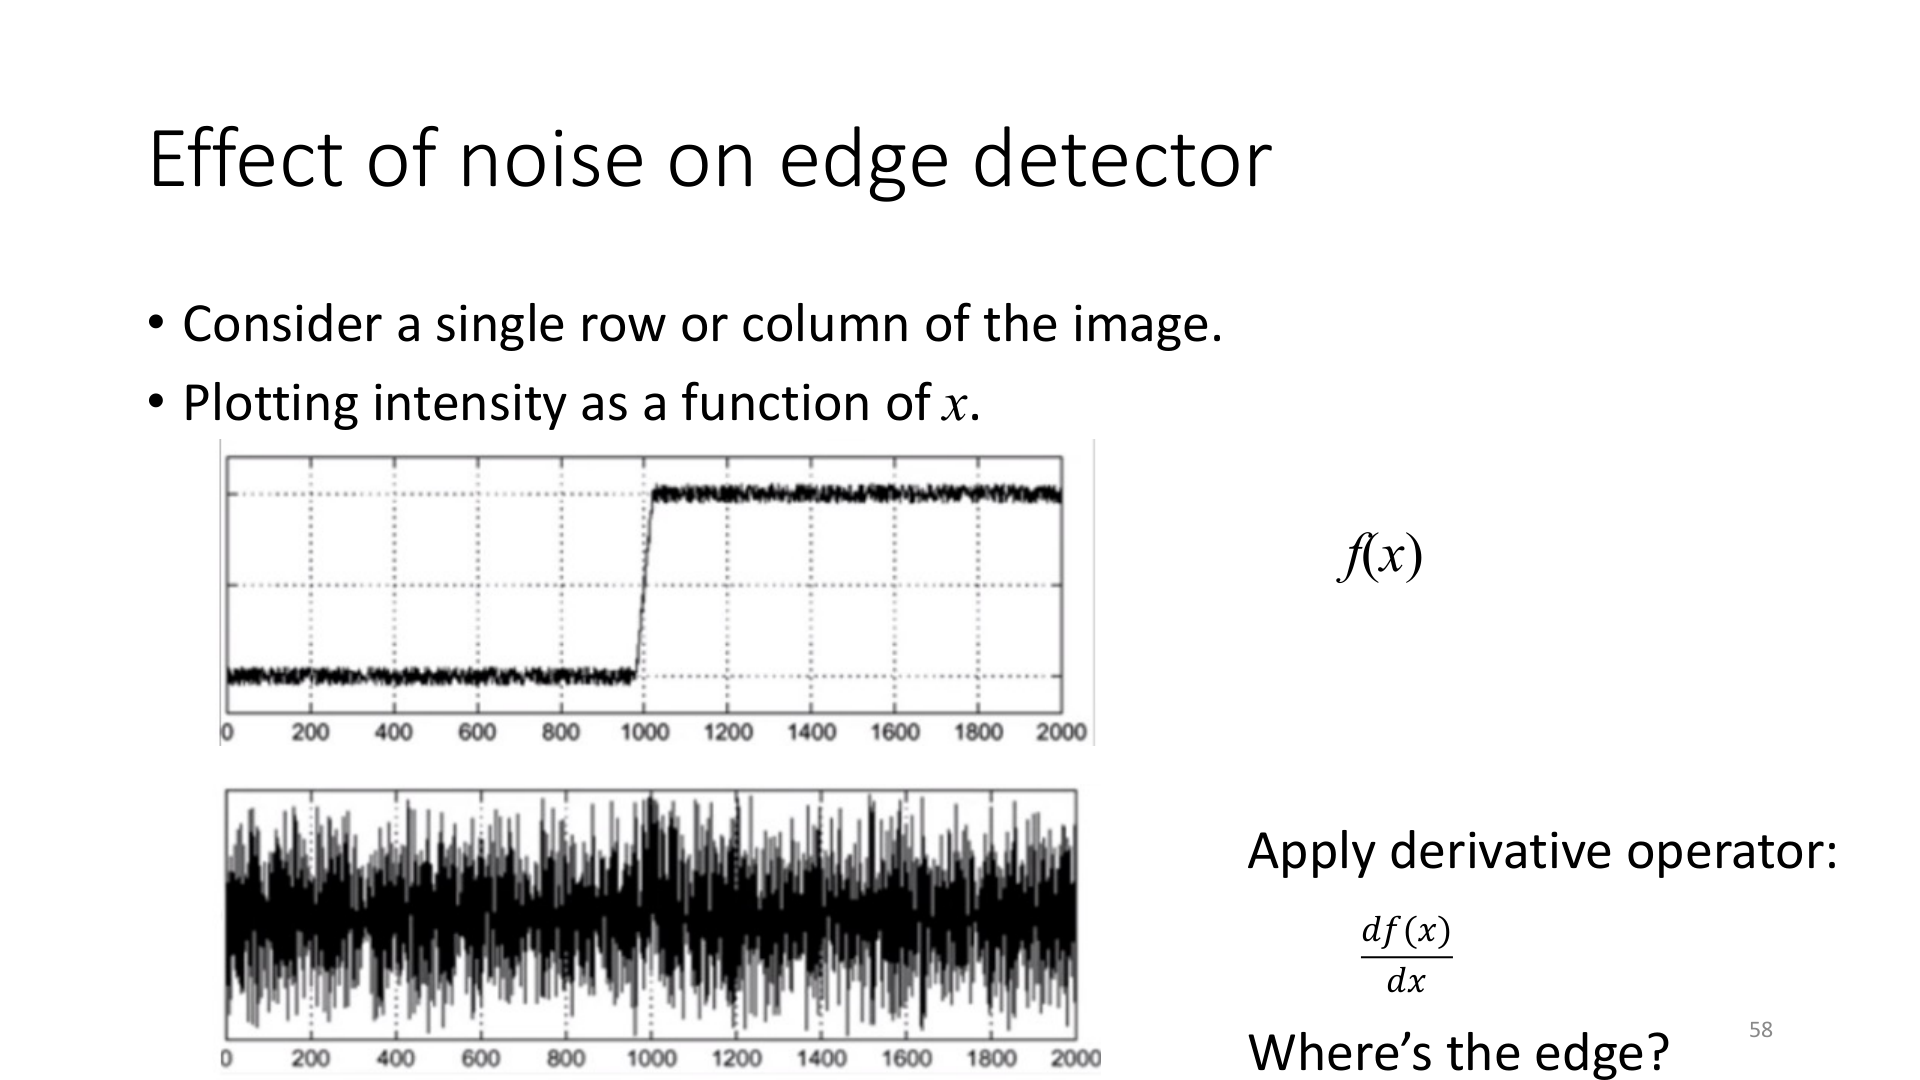 Effect of noise on edge detector
• Consider a single row or column of the image.
• Plotting intensity as a function of x.
0 200 400 600 800 1000 1200 1400 1600 1800 2000
f(x)
0 200 400 600 800 1000 1200 1400 1600 1800 2000
Apply derivative operator:
df(x)
dx
Where's the edge?
58